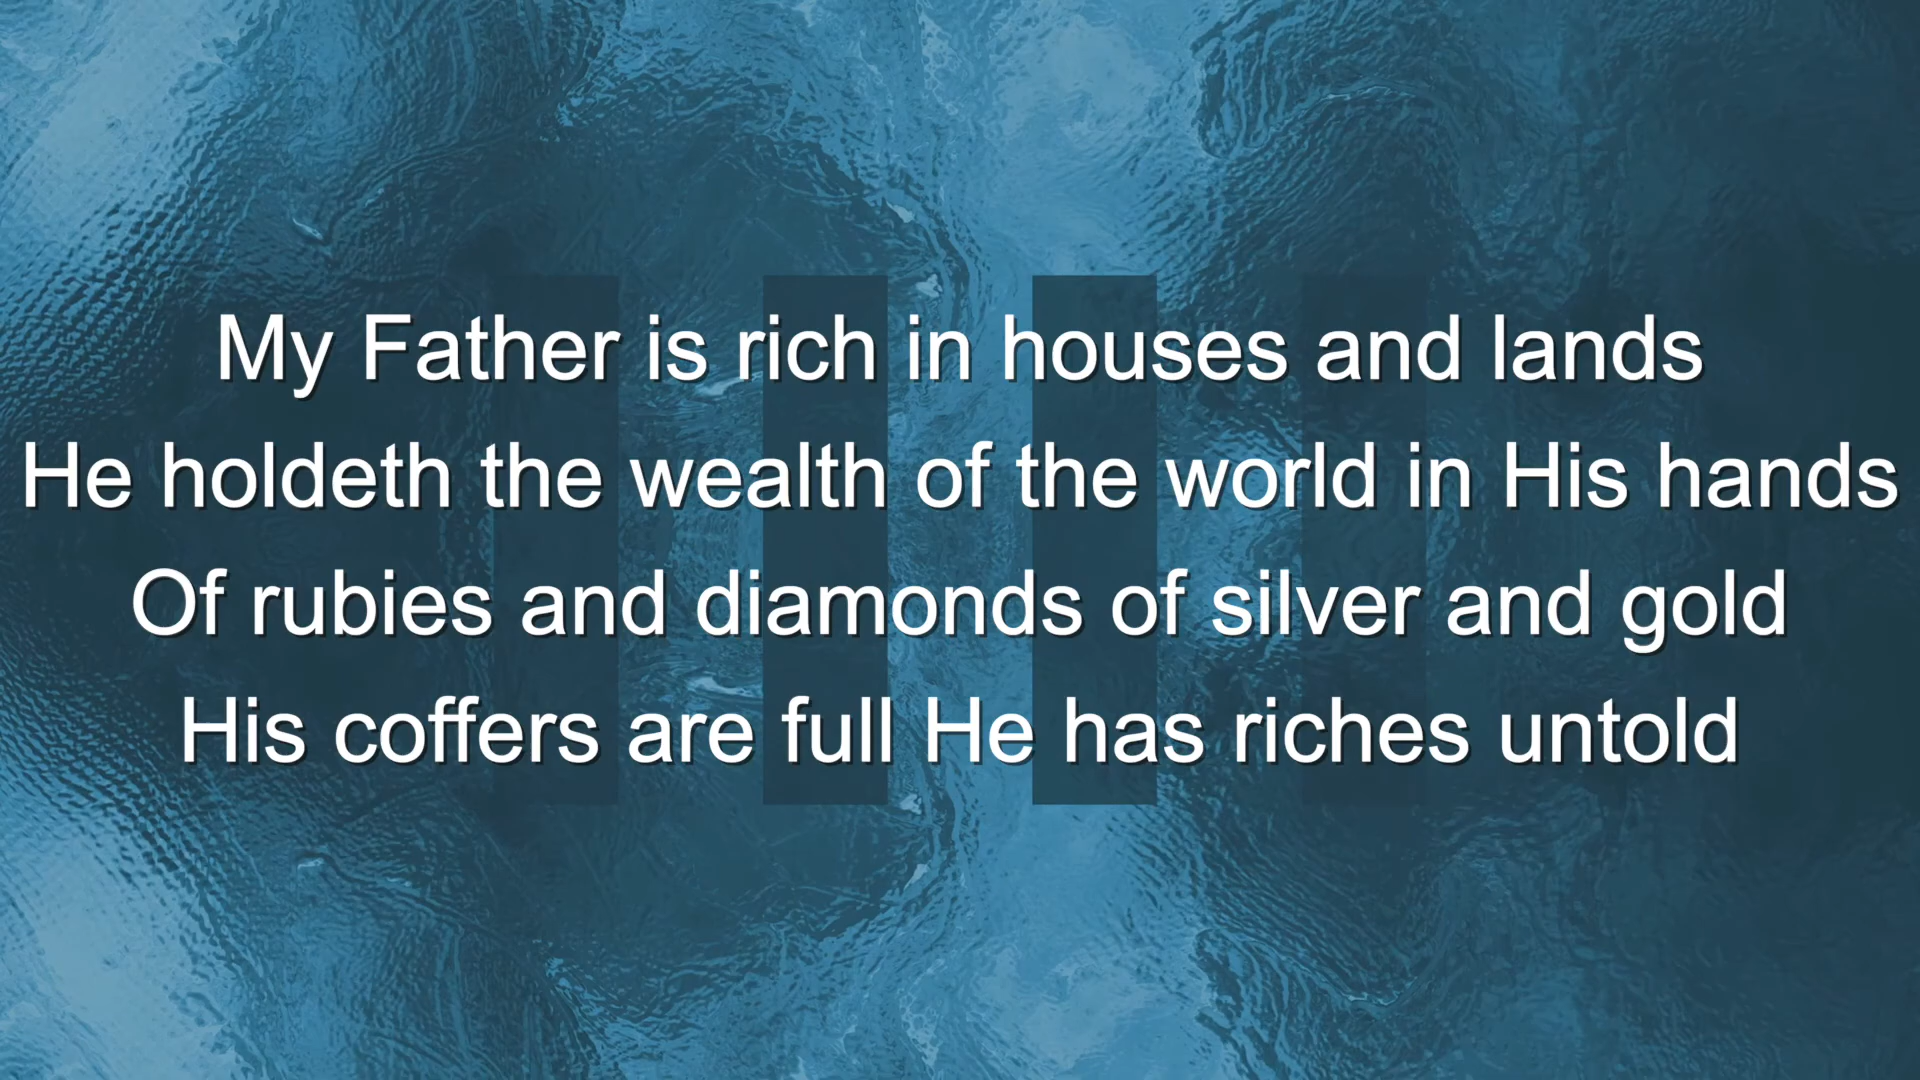 My Father is rich in houses and lands
He holdeth the wealth of the world in His hands
Of rubies and diamonds of silver and gold
His coffers are full He has riches untold